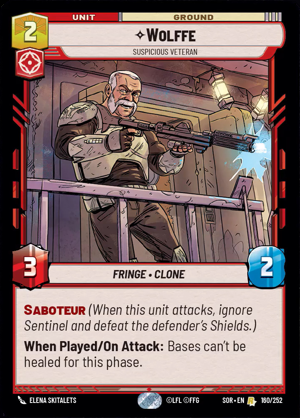 UNIT GROUND
2
✧WOLFFE
SUSPICIOUS VETERAN
3
2
FRINGE • CLONE
SABOTEUR (When this unit attacks, ignore
Sentinel and defeat the defender's Shields.)
When Played/On Attack: Bases can't be
healed for this phase.
ELENA SKITALETS
©LFL ©FFG
SOR • EN R 160/252